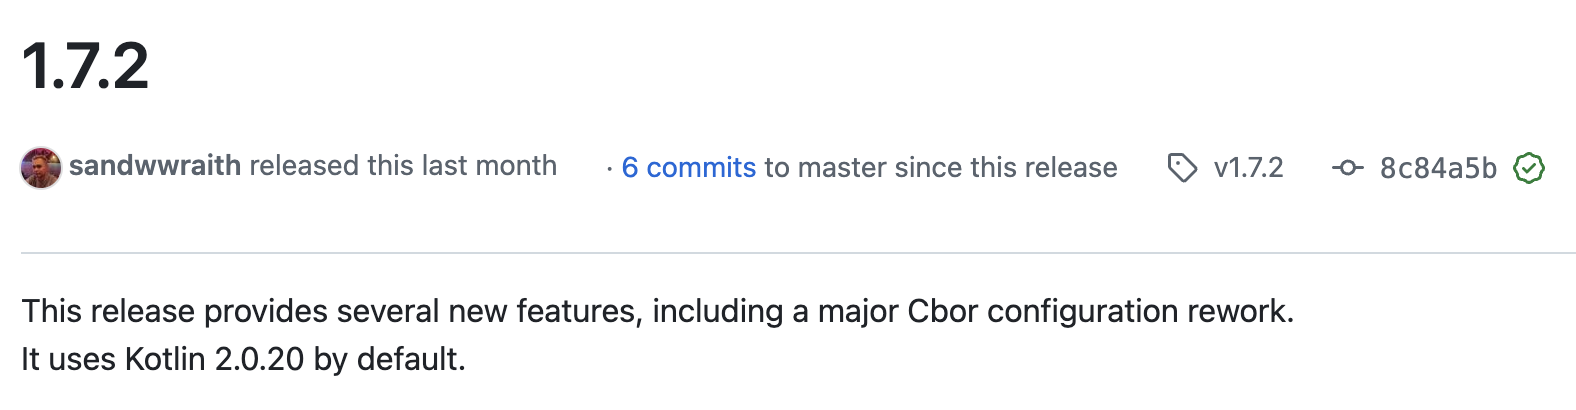 1.7.2
sandwwraith released this last month · 6 commits to master since this release v1.7.2 8c84a5b
This release provides several new features, including a major Cbor configuration rework.
It uses Kotlin 2.0.20 by default.